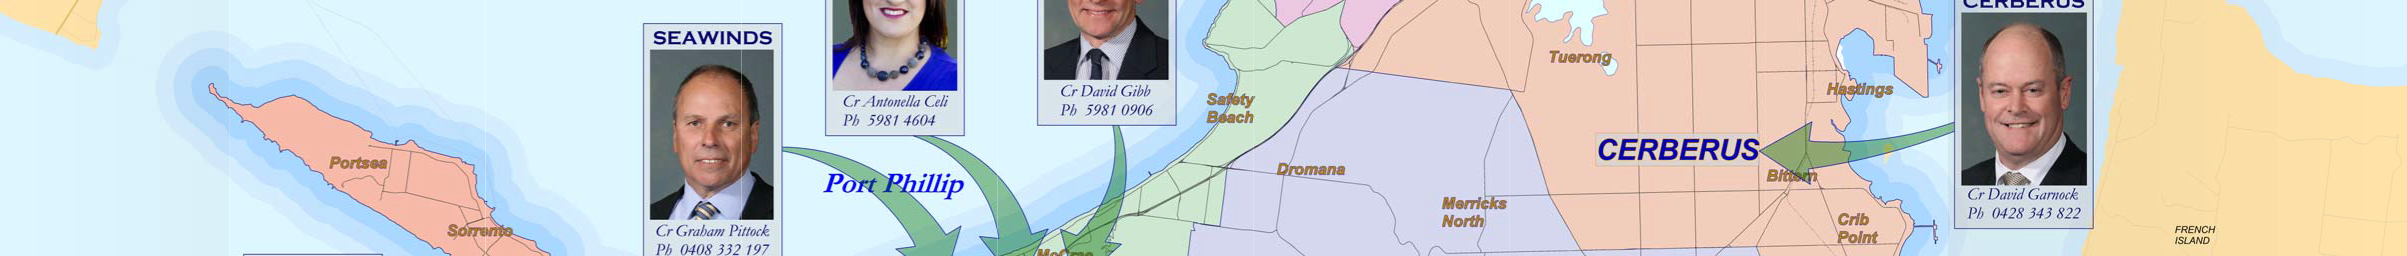 SEAWINDS
Cr Graham Pittock
Ph 0408 332 197
Cr Antonella Celi
Ph 5981 4604
Cr David Gibb
Ph 5981 0906
CERBERUS
Cr David Garnock
Ph 0428 343 822
Portsea
Sorrento
Port Phillip
Safety
Beach
Dromana
Merricks
North
Tuerong
Hastings
CERBERUS
Bittern
Crib
Point
McCrae
FRENCH
ISLAND